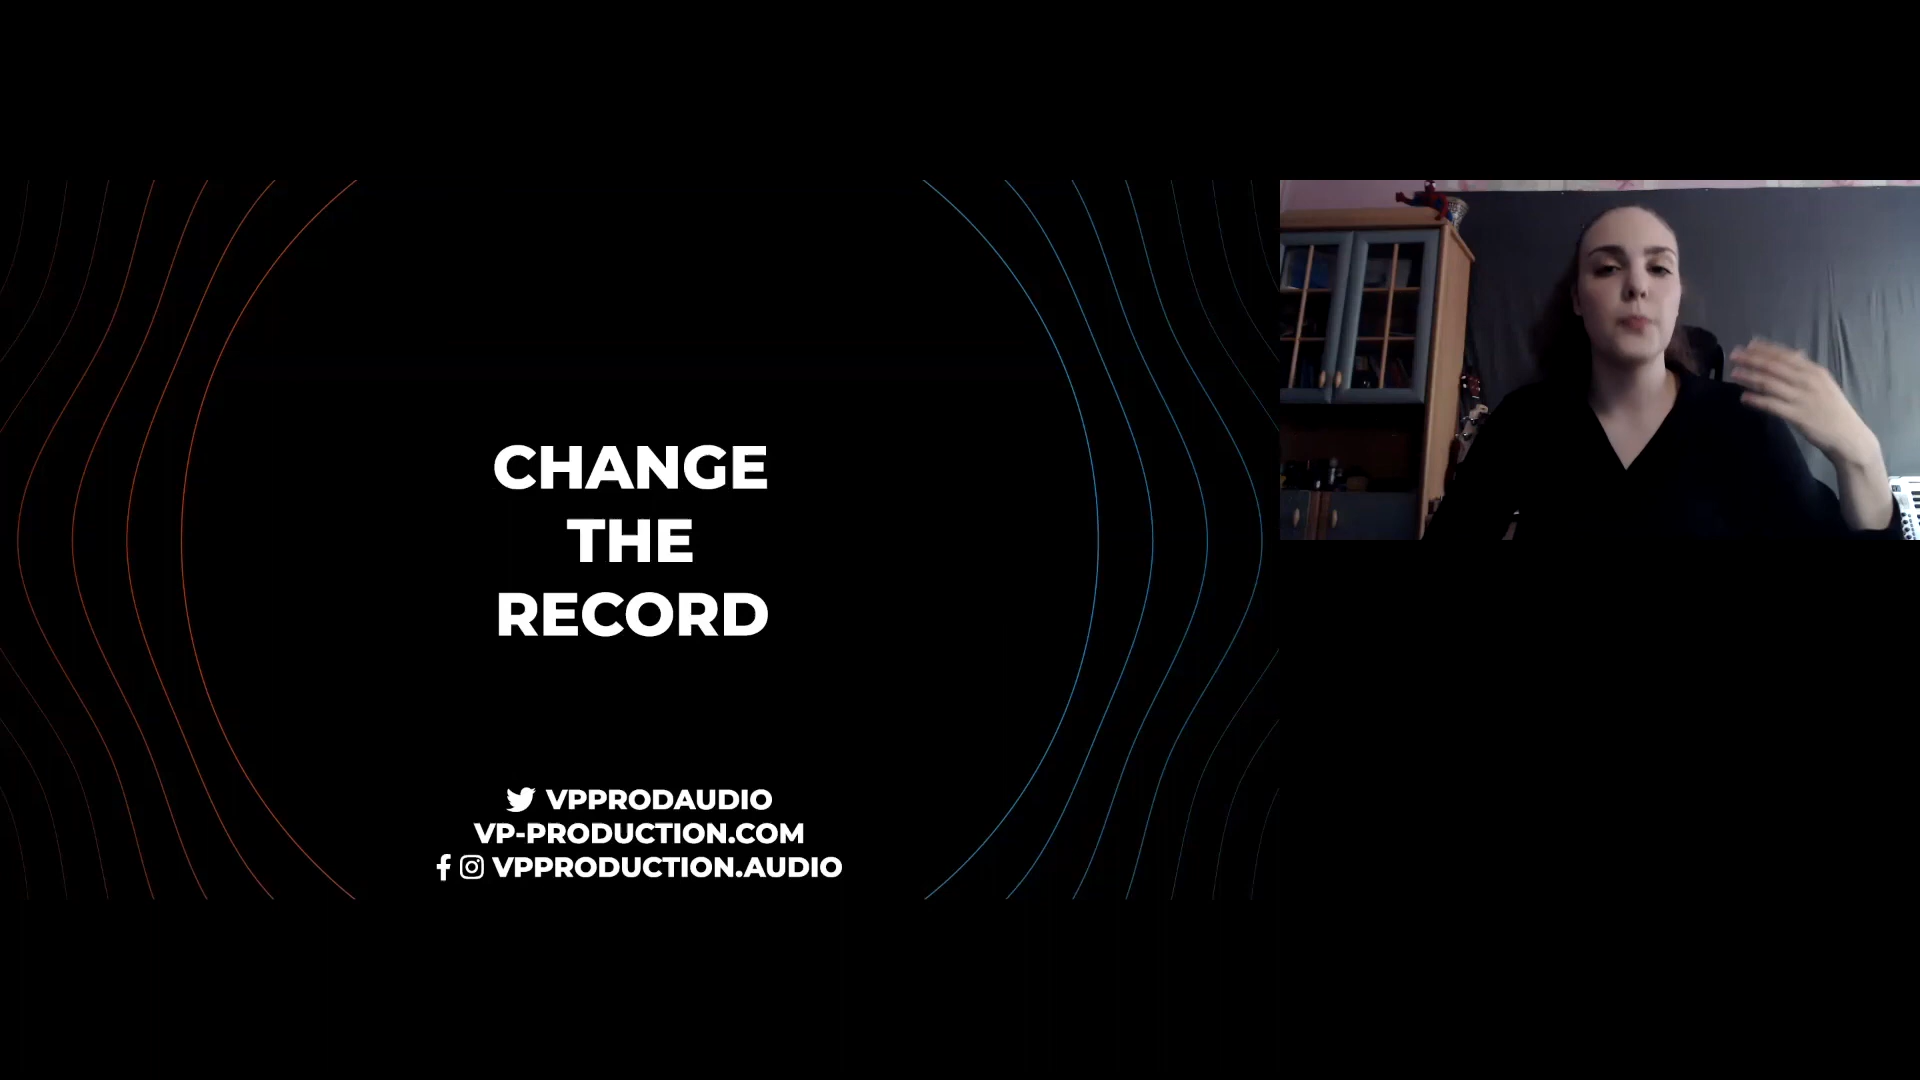 CHANGE
THE
RECORD
VPPRODAUDIO
VP-PRODUCTION.COM
VPPRODUCTION.AUDIO